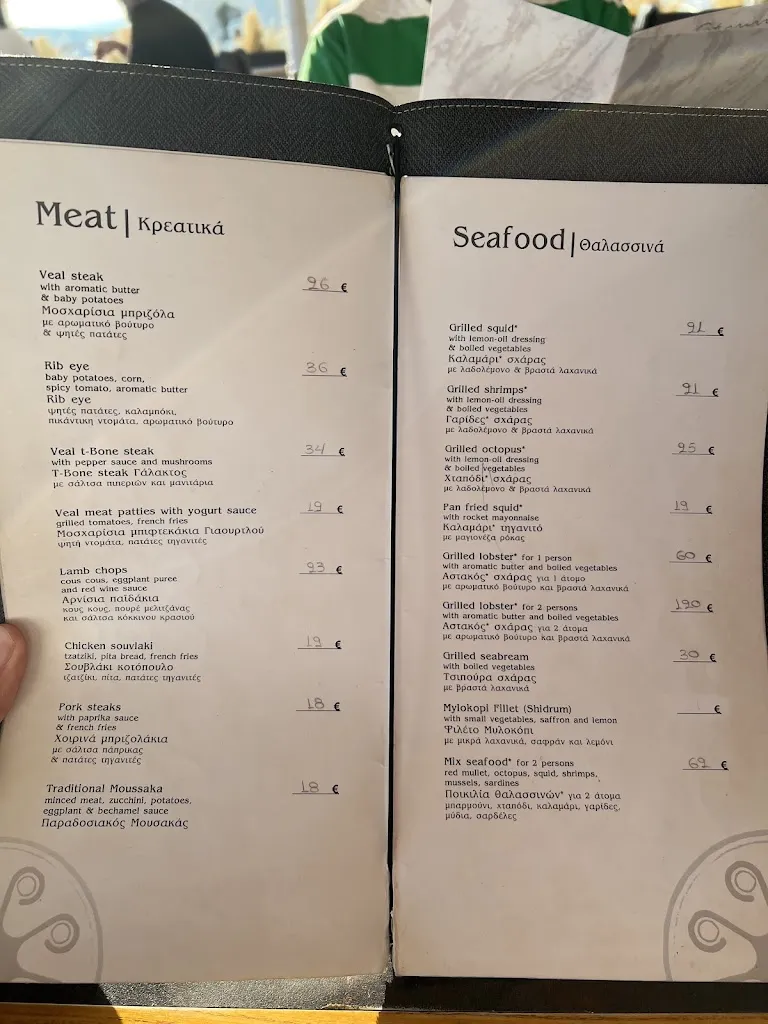 Meat | Κρεατικά
Veal steak 26 €
with aromatic butter
& baby potatoes
Μοσχαρίσια μπριζόλα
με αρωματικό βούτυρο
& ψητές πατάτες
Rib eye 36 €
baby potatoes, corn,
spicy tomato, aromatic butter
Rib eye
ψητές πατάτες, καλαμπόκι,
πικάντικη ντομάτα, αρωματικό βούτυρο
Veal t-Bone steak 34 €
with pepper sauce and mushrooms
T-Bone steak Γάλακτος
με σάλτσα πιπεριών και μανιτάρια
Veal meat patties with yogurt sauce 19 €
grilled tomatoes, french fries
Μοσχαρίσια μπιφτεκάκια Γιαουρτλού
ψητή ντομάτα, πατάτες τηγανιτές
Lamb chops 23 €
cous cous, eggplant puree
and red wine sauce
Αρνίσια παϊδάκια
κους κους, πουρέ μελιτζάνας
και σάλτσα κόκκινου κρασιού
Chicken souvlaki 19 €
tzatziki, pita bread, french fries
Σουβλάκι κοτόπουλο
τζατζίκι, πίτα, πατάτες τηγανιτές
Pork steaks 18 €
with paprika sauce
& french fries
Χοιρινά μπριζολάκια
με σάλτσα πάπρικας
& πατάτες τηγανιτές
Traditional Moussaka 18 €
minced meat, zucchini, potatoes,
eggplant & bechamel sauce
Παραδοσιακός Μουσακάς
Seafood | Θαλασσινά
Grilled squid* 21 €
with lemon-oil dressing
& boiled vegetables
Καλαμάρι* σχάρας
με λαδολέμονο & βραστά λαχανικά
Grilled shrimps* 21 €
with lemon-oil dressing
& boiled vegetables
Γαρίδες* σχάρας
με λαδολέμονο & βραστά λαχανικά
Grilled octopus* 25 €
with lemon-oil dressing
& boiled vegetables
Χταπόδι* σχάρας
με λαδολέμονο & βραστά λαχανικά
Pan fried squid* 19 €
with rocket mayonnaise
Καλαμάρι* τηγανιτό
με μαγιονέζα ρόκας
Grilled lobster* for 1 person 60 €
with aromatic butter and boiled vegetables
Αστακός* σχάρας για 1 άτομο
με αρωματικό βούτυρο και βραστά λαχανικά
Grilled lobster* for 2 persons 120 €
with aromatic butter and boiled vegetables
Αστακός* σχάρας για 2 άτομα
με αρωματικό βούτυρο και βραστά λαχανικά
Grilled seabream 30 €
with boiled vegetables
Τσιπούρα σχάρας
με βραστά λαχανικά
Mylokopi Fillet (Shidrum) €
with small vegetables, saffron and lemon
Φιλέτο Μυλοκόπι
με μικρά λαχανικά, σαφράν και λεμόνι
Mix seafood* for 2 persons 62 €
red mullet, octopus, squid, shrimps,
mussels, sardines
Ποικιλία Θαλασσινών* για 2 άτομα
μπαρμπούνι, χταπόδι, καλαμάρι, γαρίδες,
μύδια, σαρδέλες